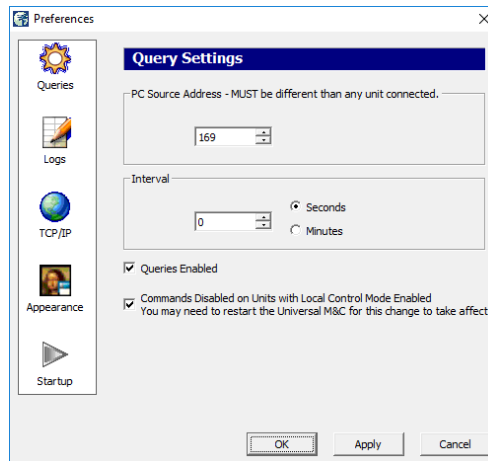 Preferences
Queries
Logs
TCP/IP
Appearance
Startup
Query Settings
PC Source Address - MUST be different than any unit connected.
169
Interval
0
Seconds
Minutes
Queries Enabled
Commands Disabled on Units with Local Control Mode Enabled
You may need to restart the Universal M&C for this change to take affect
OK
Apply
Cancel